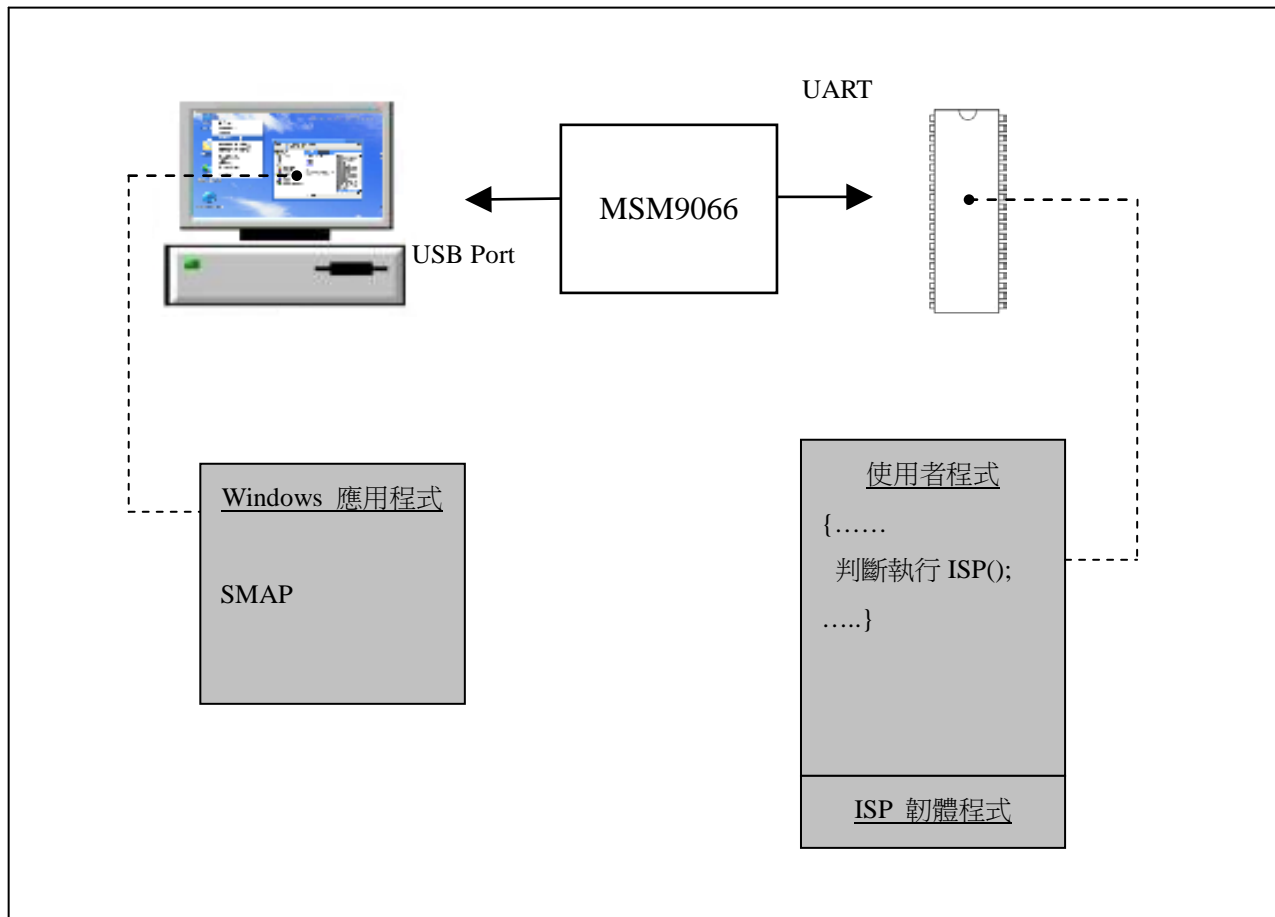 UART
MSM9066
USB Port
Windows 應用程式
SMAP
使用者程式
{……
判斷執行 ISP();
…..}
ISP 韌體程式